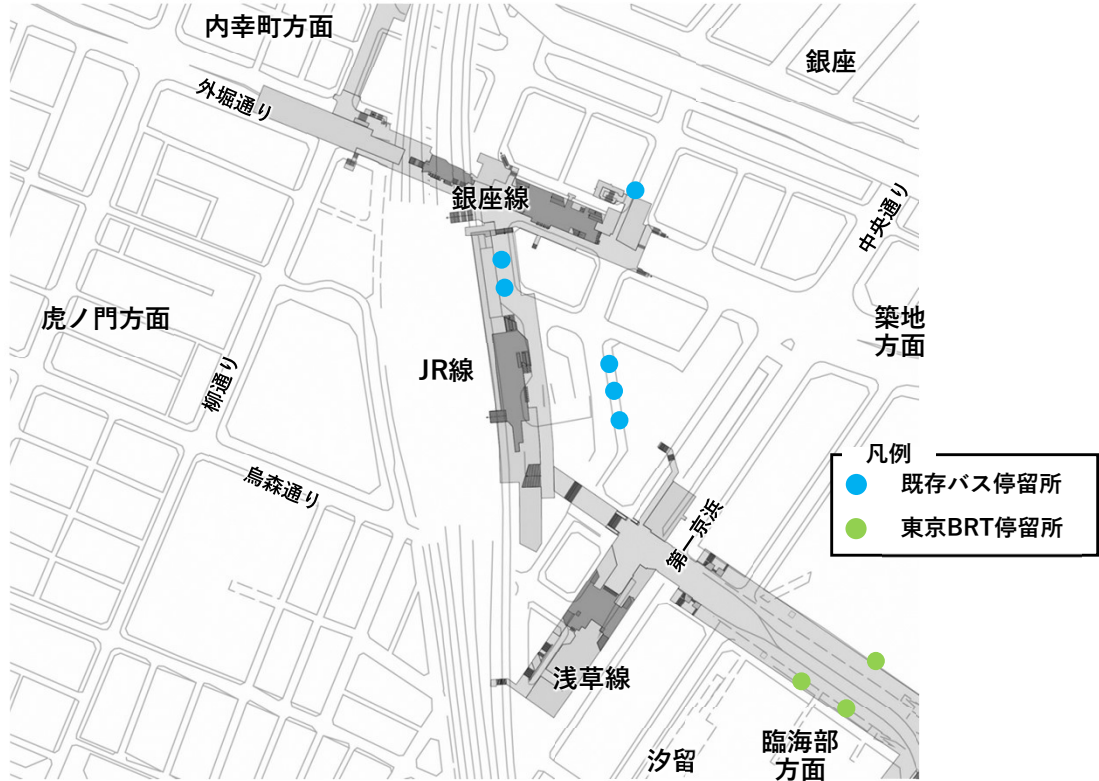 内幸町方面
銀座
外堀通り
銀座線
中央通り
虎ノ門方面
築地
方面
JR線
柳通り
烏森通り
凡例
既存バス停留所
東京BRT停留所
第一京浜
浅草線
汐留
臨海部
方面